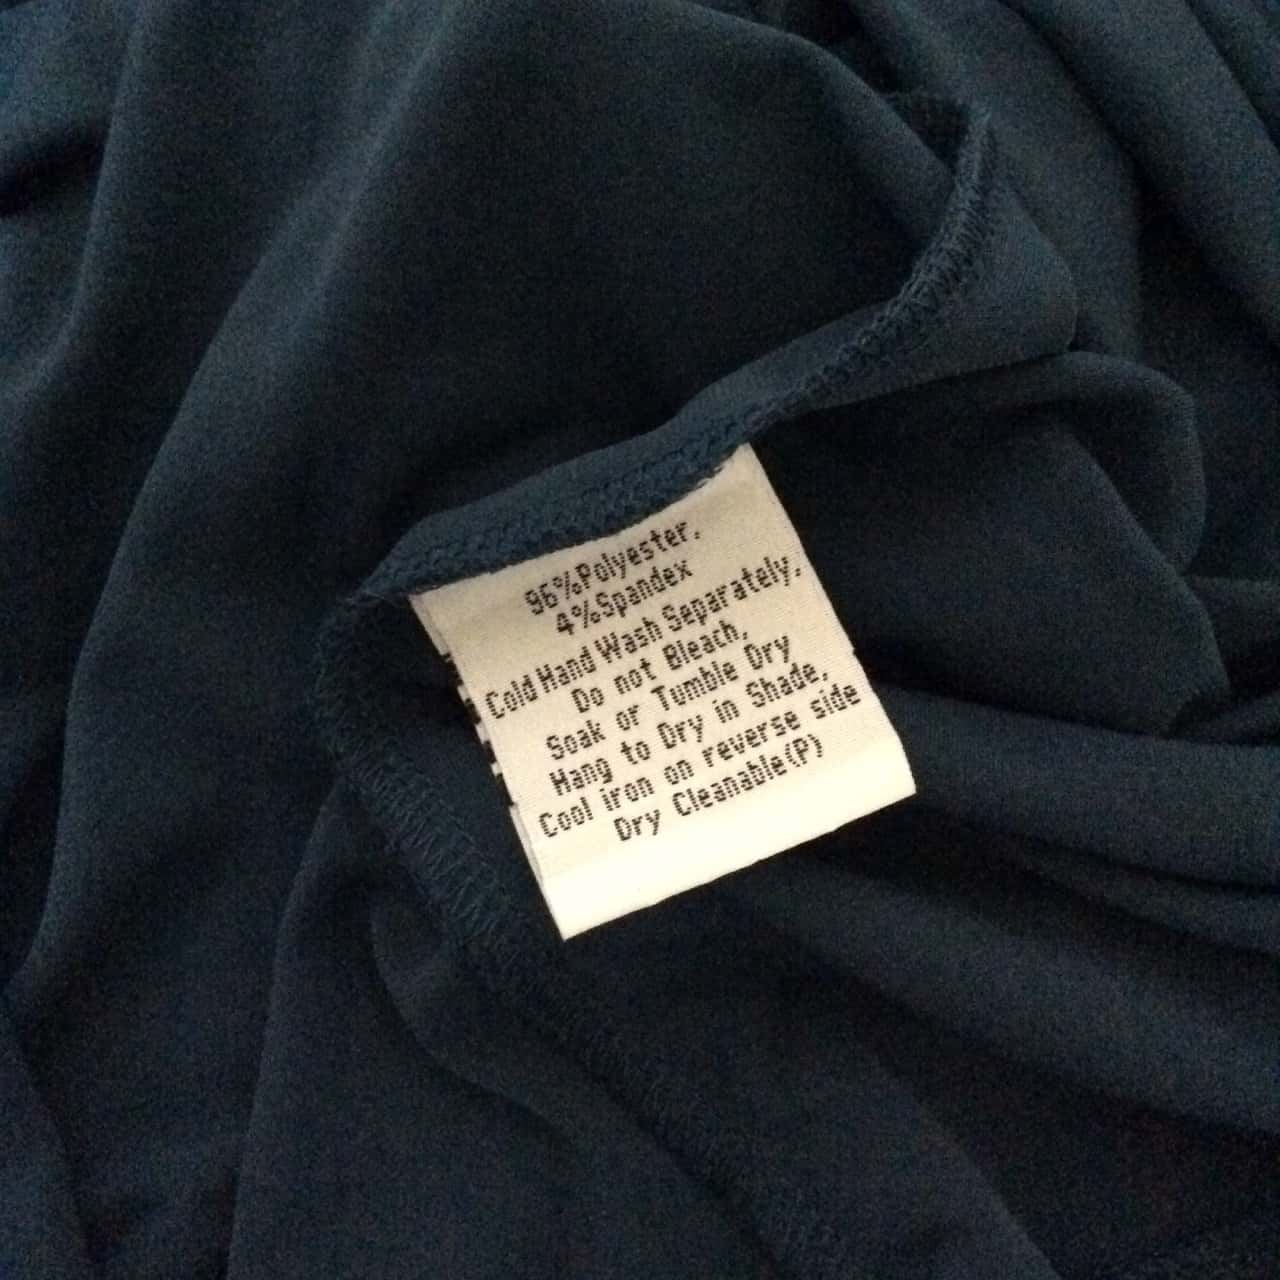 96%Polyester.
4%Spandex
Cold Hand Wash Separately.
Do not Bleach,
Soak or Tumble Dry
Hang to Dry in Shade,
Cool iron on reverse side
Dry Cleanable(P)